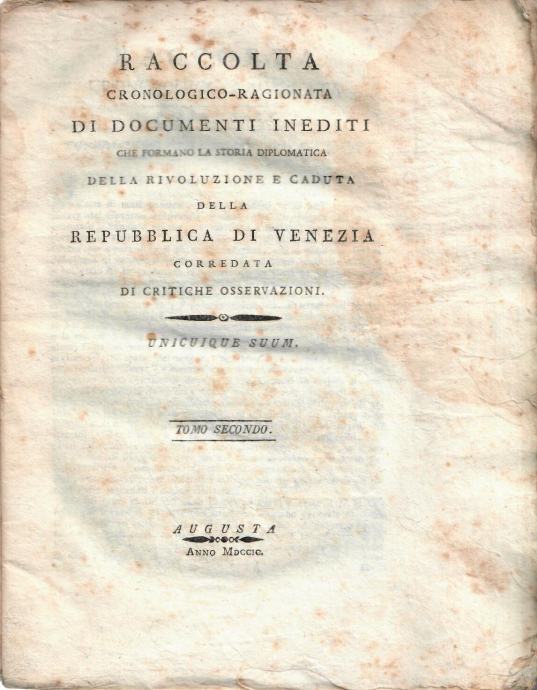 RACCOLTA
CRONOLOGICO-RAGIONATA
DI DOCUMENTI INEDITI
CHE FORMANO LA STORIA DIPLOMATICA
DELLA RIVOLUZIONE E CADUTA
DELLA
REPUBBLICA DI VENEZIA
CORREDATA
DI CRITICHE OSSERVAZIONI.
UNICUIQUE SUUM.
TOMO SECONDO.
AUGUSTA
ANNO MDCCIC.